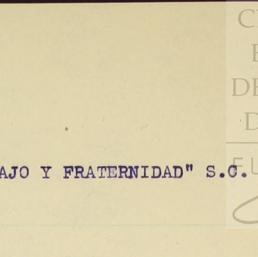 AJO Y FRATERNIDAD" S.C.